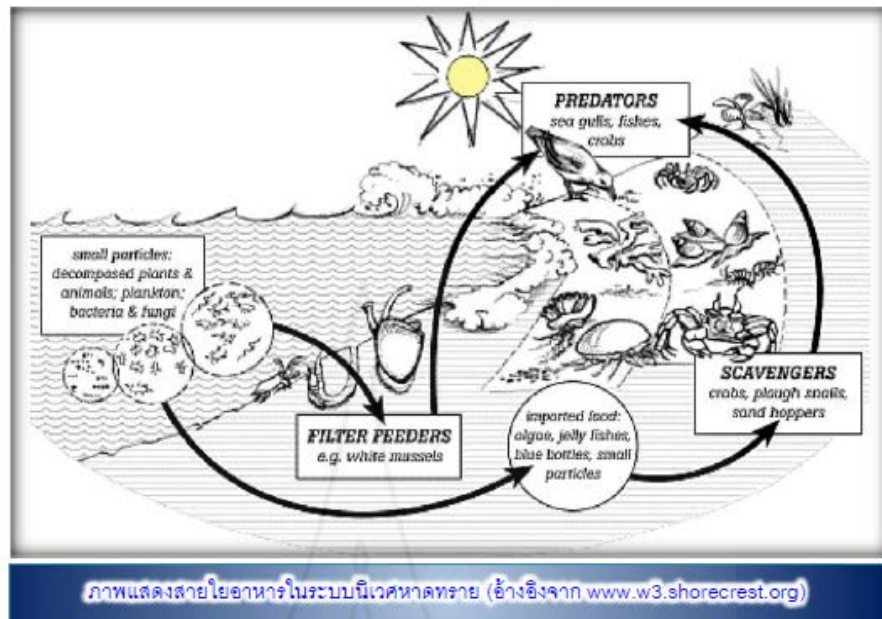 PREDATORS
sea gulls, fishes,
crabs
small particles:
decomposed plants &
animals; plankton;
bacteria & fungi
FILTER FEEDERS
e.g. white mussels
imported food:
algae, jelly fishes,
blue bottles, small
particles
SCAVENGERS
crabs, plough snails,
sand hoppers
ภาพแสดงสายใยอาหารในระบบนิเวศหาดทราย (อ้างอิงจาก www.w3.shorecrest.org)